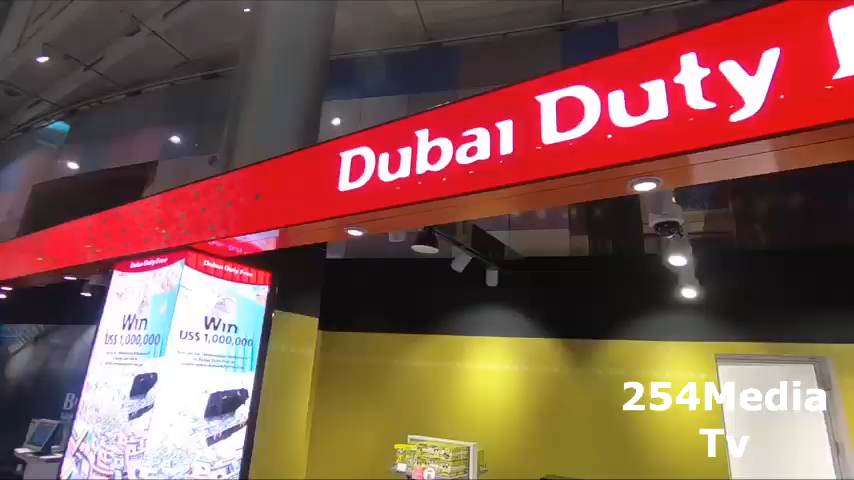 Dubai Duty
Dubai Duty Free
Dubai Duty Free
Win
US$ 1,000,000
Win
US$ 1,000,000
254Media
Tv